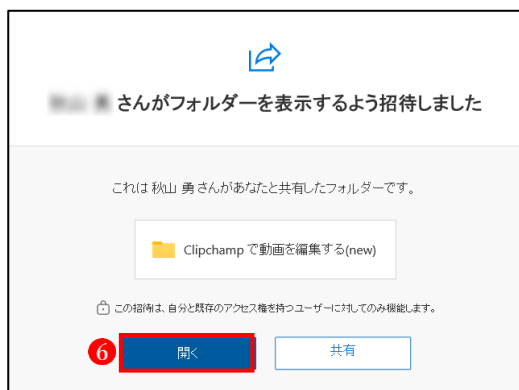 さんがフォルダーを表示するよう招待しました
これは 秋山 勇 さんがあなたと共有したフォルダーです。
Clipchamp で動画を編集する(new)
この招待は、自分と既存のアクセス権を持つユーザーに対してのみ機能します。
6 開く 共有